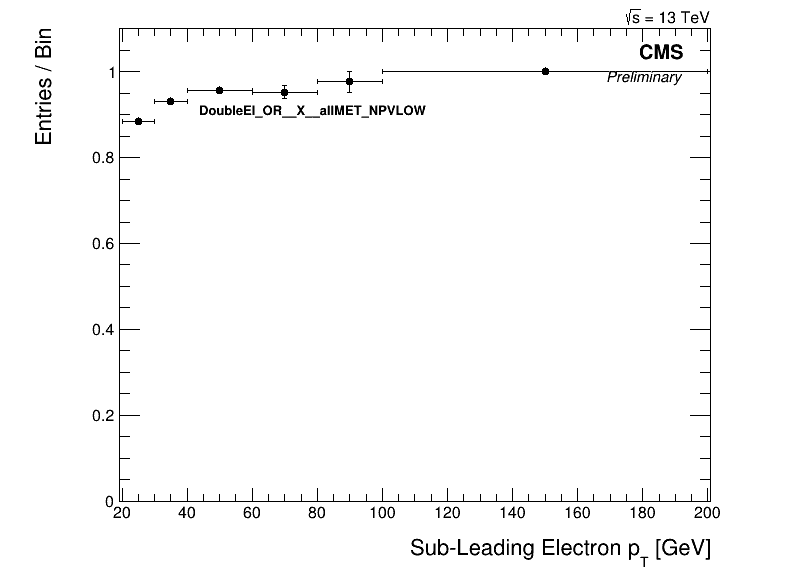 √s = 13 TeV
Entries / Bin
CMS
Preliminary
DoubleEl_OR__X__allMET_NPVLOW
1
0.8
0.6
0.4
0.2
0
20 40 60 80 100 120 140 160 180 200
Sub-Leading Electron pT [GeV]